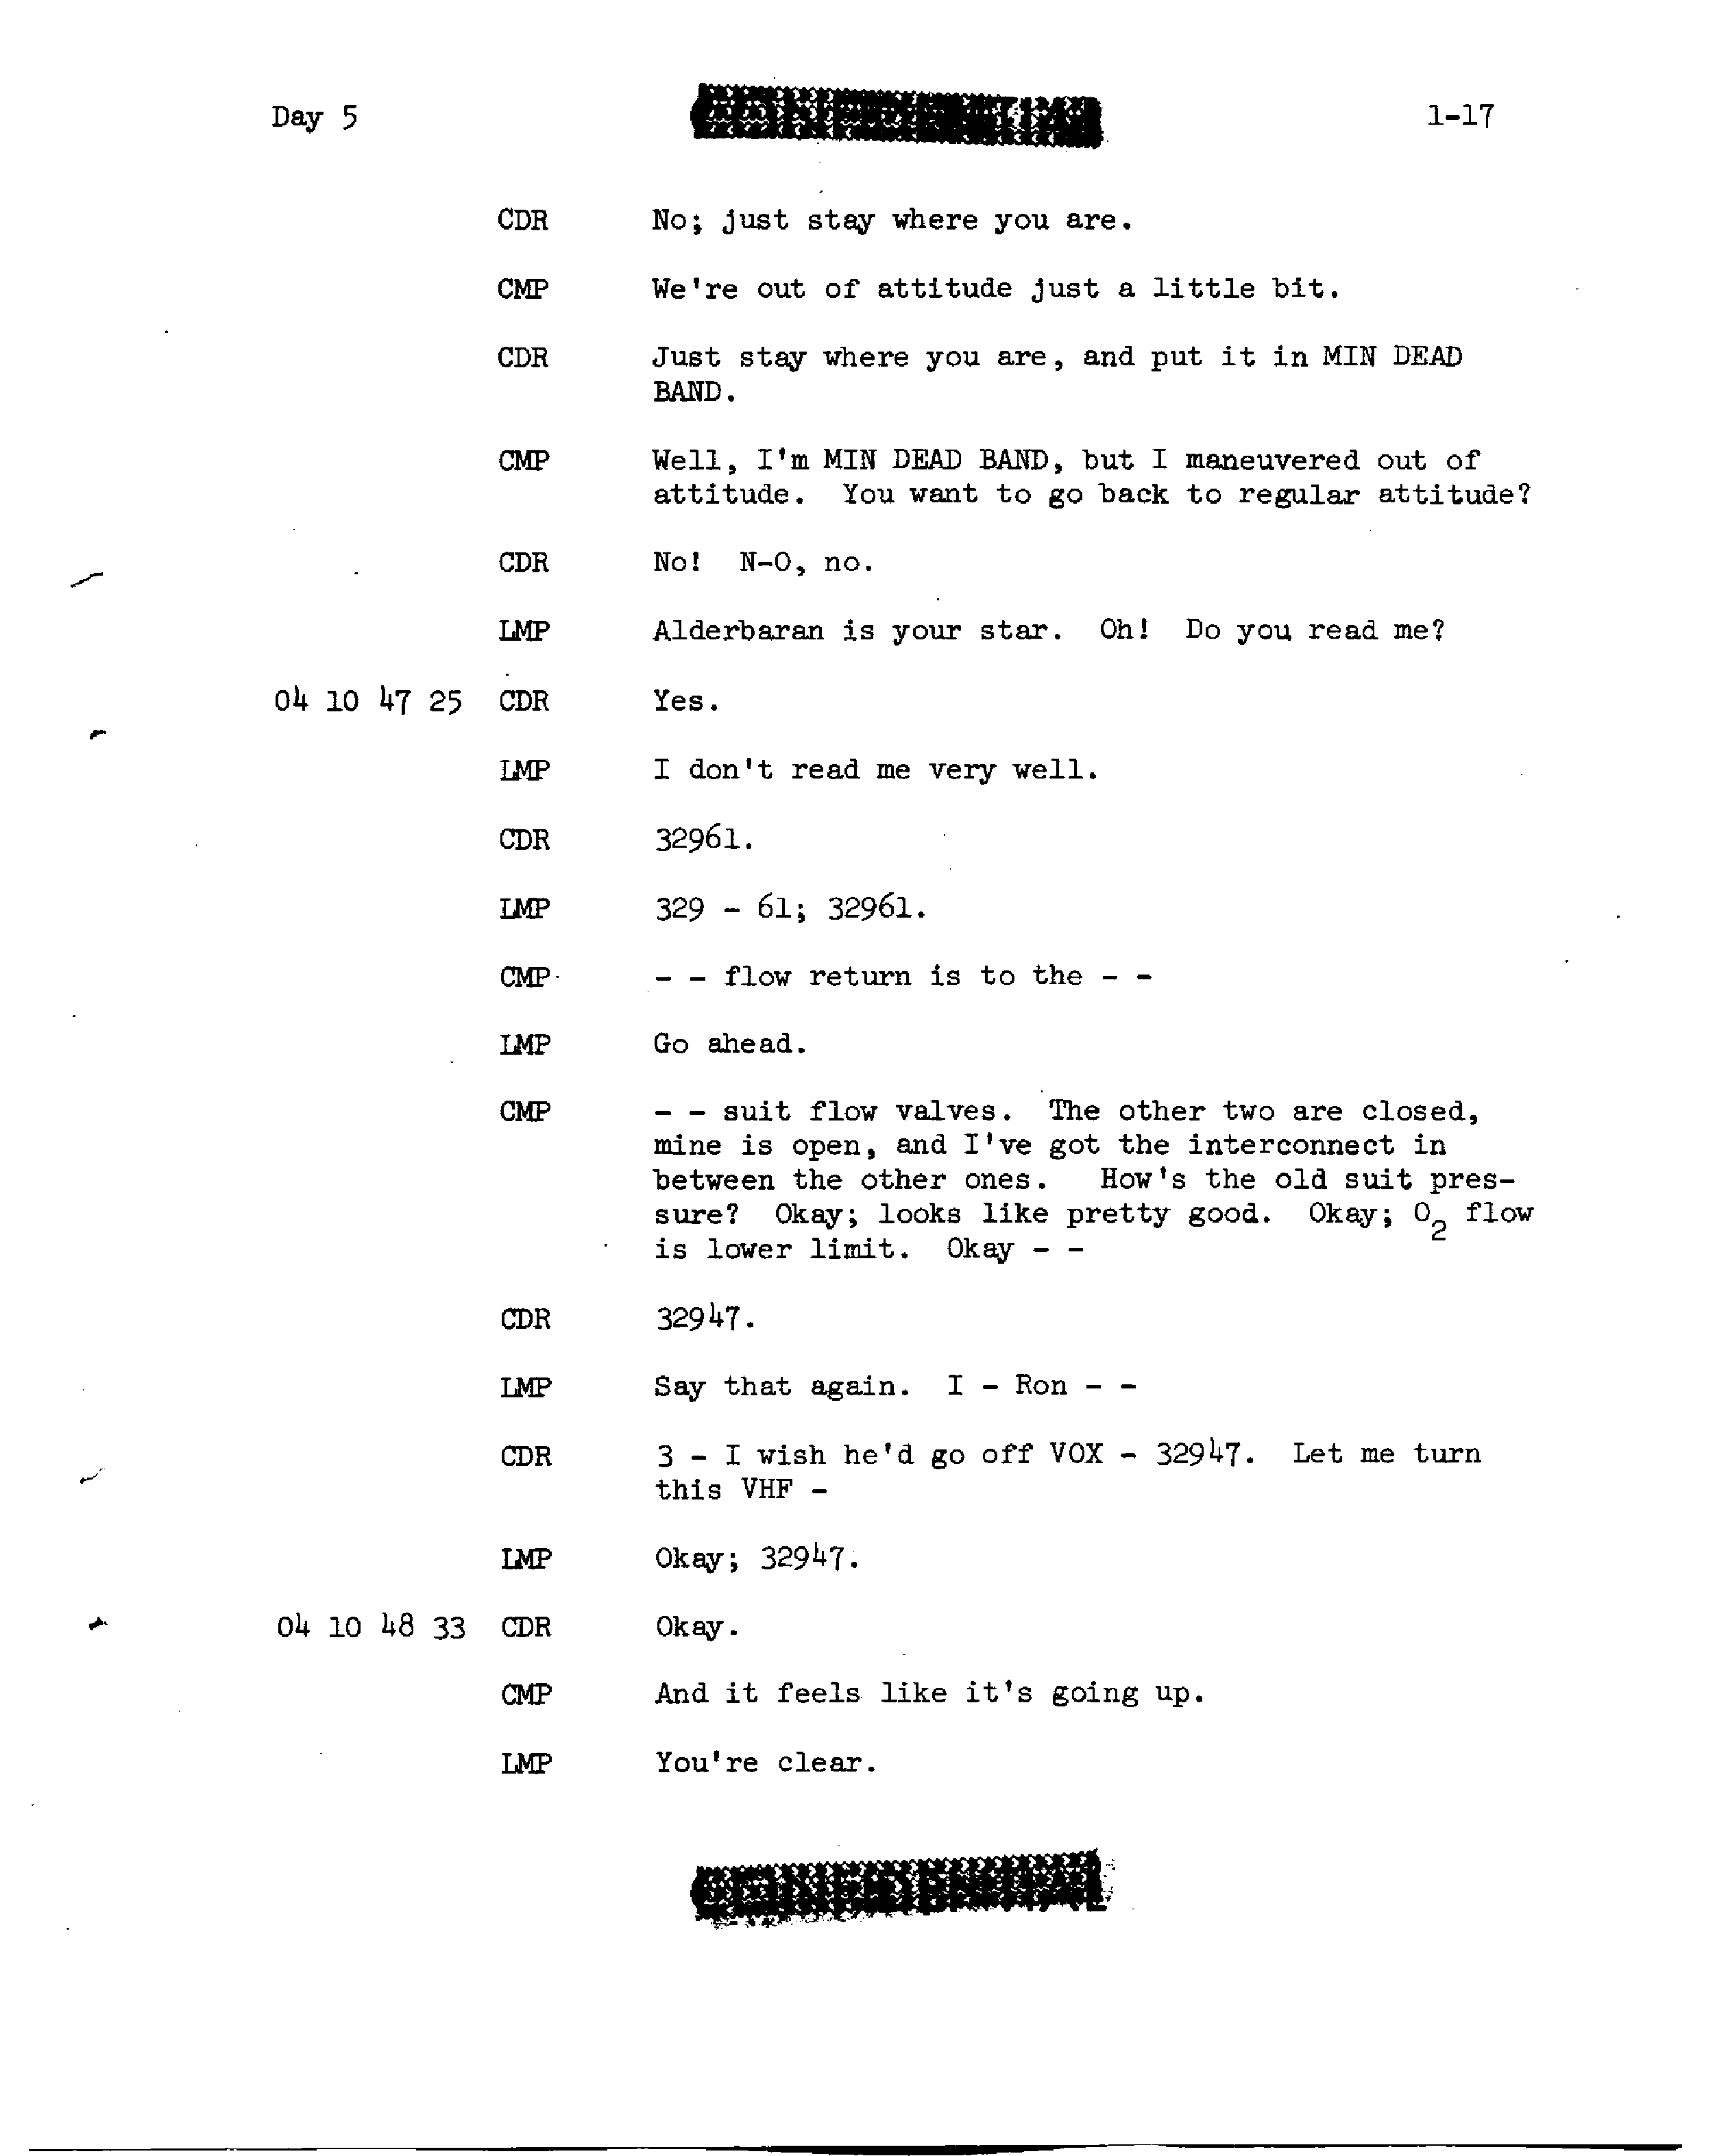 Day 5 1-17
CDR No; just stay where you are.
CMP We're out of attitude just a little bit.
CDR Just stay where you are, and put it in MIN DEAD
BAND.
CMP Well, I'm MIN DEAD BAND, but I maneuvered out of
attitude. You want to go back to regular attitude?
CDR No! N-O, no.
LMP Alderbaran is your star. Oh! Do you read me?
04 10 47 25 CDR Yes.
LMP I don't read me very well.
CDR 32961.
LMP 329 - 61; 32961.
CMP - - flow return is to the - -
LMP Go ahead.
CMP - - suit flow valves. The other two are closed,
mine is open, and I've got the interconnect in
between the other ones. How's the old suit pres-
sure? Okay; looks like pretty good. Okay; O₂ flow
is lower limit. Okay - -
CDR 32947.
LMP Say that again. I - Ron - -
CDR 3 - I wish he'd go off VOX - 32947. Let me turn
this VHF -
LMP Okay; 32947.
04 10 48 33 CDR Okay.
CMP And it feels like it's going up.
LMP You're clear.